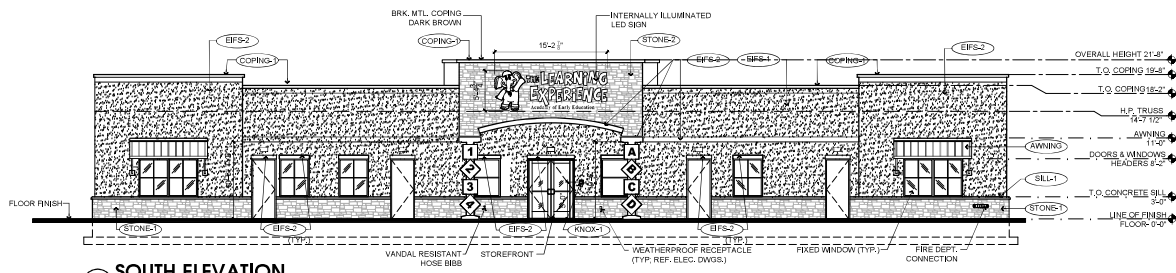 BRK. MTL. COPING
DARK BROWN
INTERNALLY ILLUMINATED
LED SIGN
COPING-1
15'-2
STONE-2
EIFS-2
EIFS-2
EIFS-1
EIFS-2
COPING-1
COPING-1
OVERALL HEIGHT 21'-8"
T.O. COPING 19'-8"
T.O. COPING 18'-2"
H.P. TRUSS
14'-7 1/2"
AWNING
11'-0"
DOORS & WINDOWS
HEADERS 8'-2"
AWNING
SILL-1
T.O. CONCRETE SILL
3'-0"
STONE-1
LINE OF FINISH
FLOOR- 0'-0"
THE LEARNING
EXPERIENCE
Academy of Early Education
1
2
3
4
A
B
C
D
FLOOR FINISH
STONE-1
EIFS-2
(TYP.)
EIFS-2
KNOX-1
EIFS-2
(TYP.)
VANDAL RESISTANT
HOSE BIBB
STOREFRONT
WEATHERPROOF RECEPTACLE
(TYP; REF. ELEC. DWGS.)
FIXED WINDOW (TYP.)
FIRE DEPT.
CONNECTION
SOUTH ELEVATION